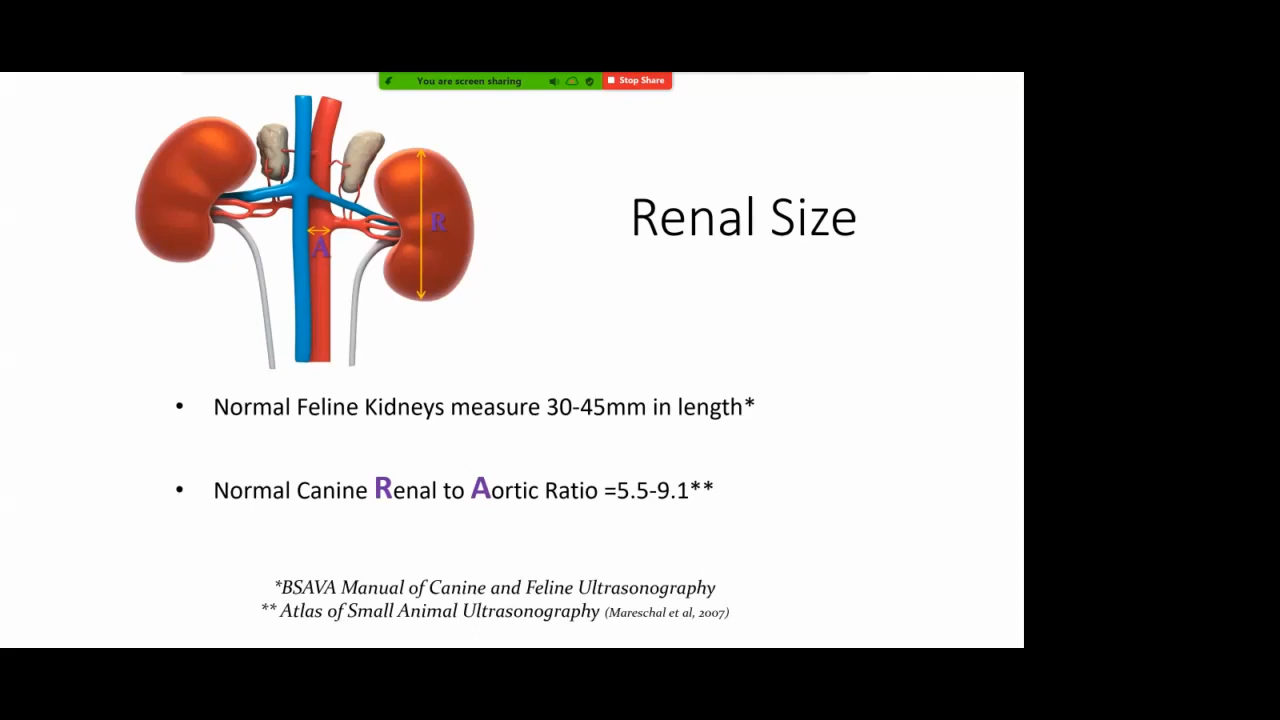 You are screen sharing
Stop Share
R
A
Renal Size
• Normal Feline Kidneys measure 30-45mm in length*
• Normal Canine Renal to Aortic Ratio =5.5-9.1**
*BSAVA Manual of Canine and Feline Ultrasonography
** Atlas of Small Animal Ultrasonography (Mareschal et al, 2007)